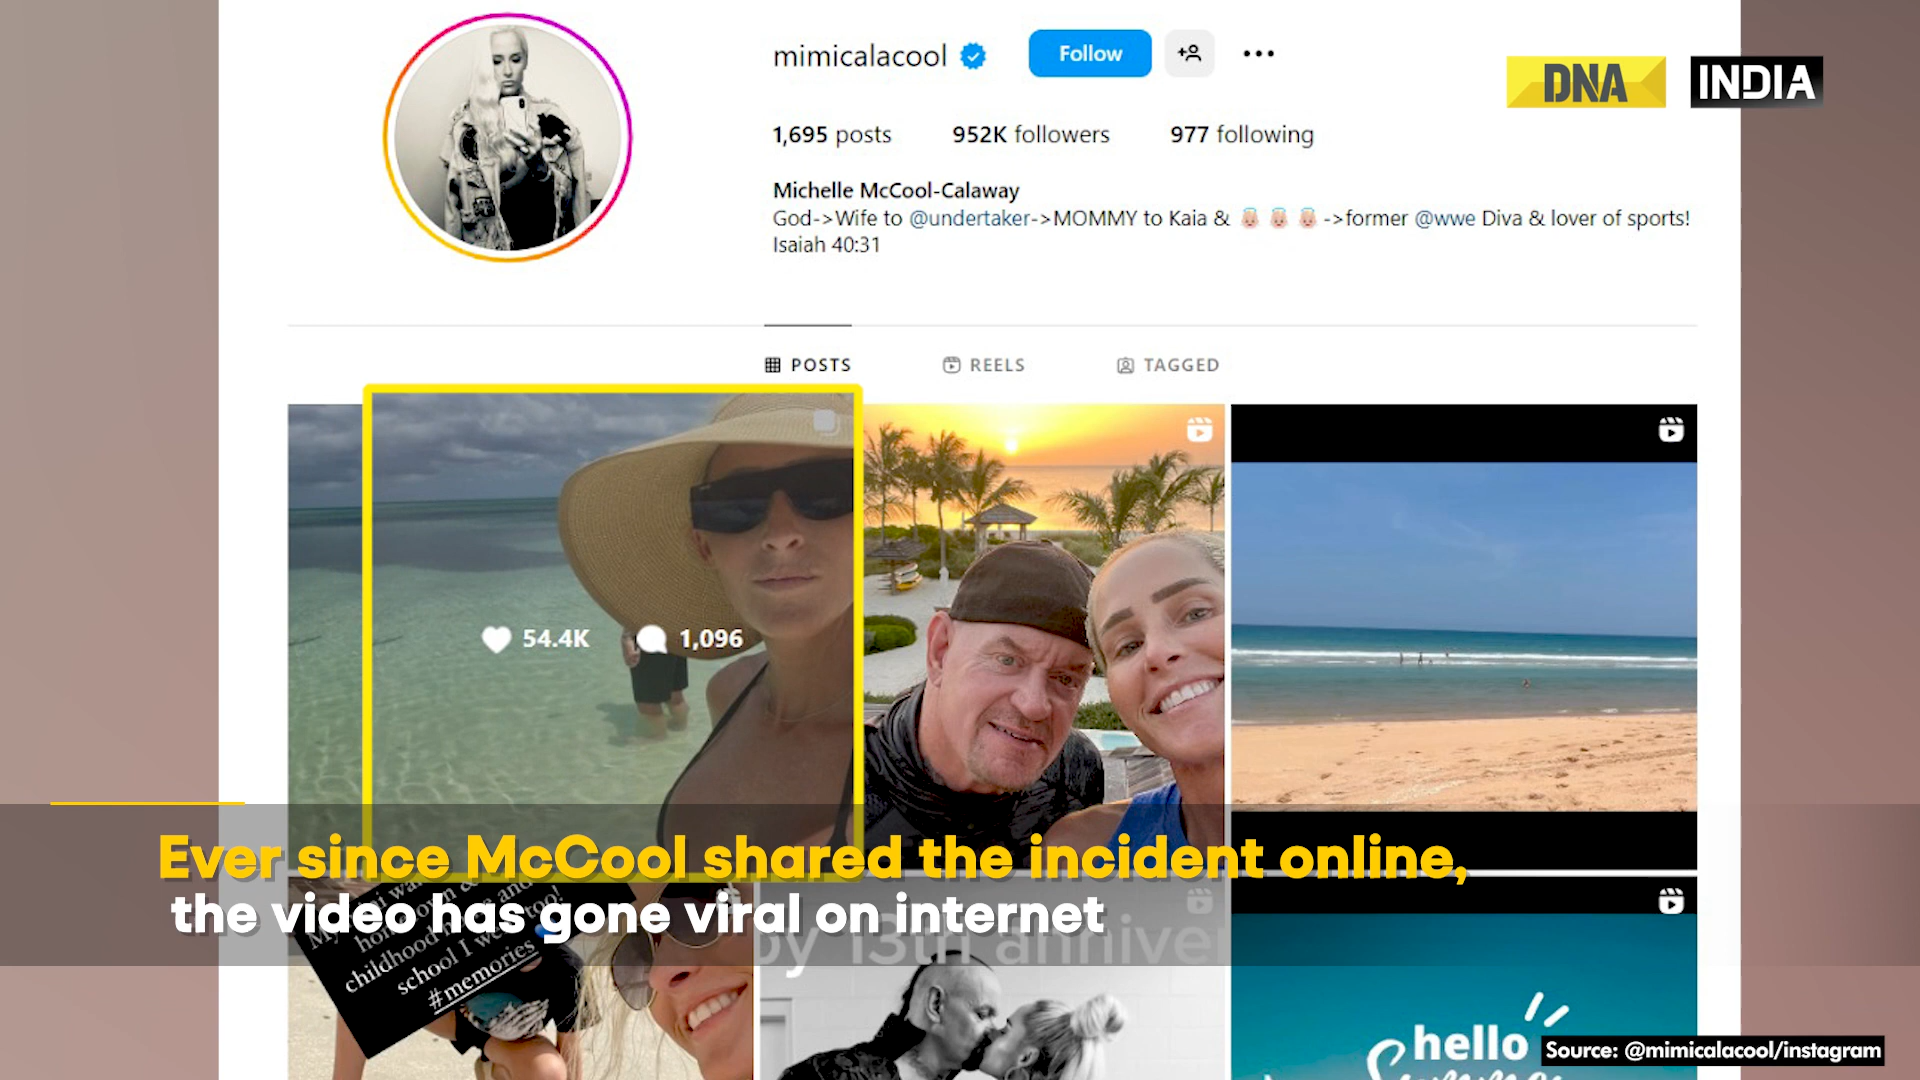 mimicalacool
Follow
DNA INDIA
1,695 posts 952K followers 977 following
Michelle McCool-Calaway
God->Wife to @undertaker->MOMMY to Kaia & 👼🏻 👼🏻 👼🏻 ->former @wwe Diva & lover of sports!
Isaiah 40:31
POSTS REELS TAGGED
54.4K 1,096
Ever since McCool shared the incident online,
the video has gone viral on internet
childhood
school I
too!
#memories
by 13th
hello
Source: @mimicalacool/instagram